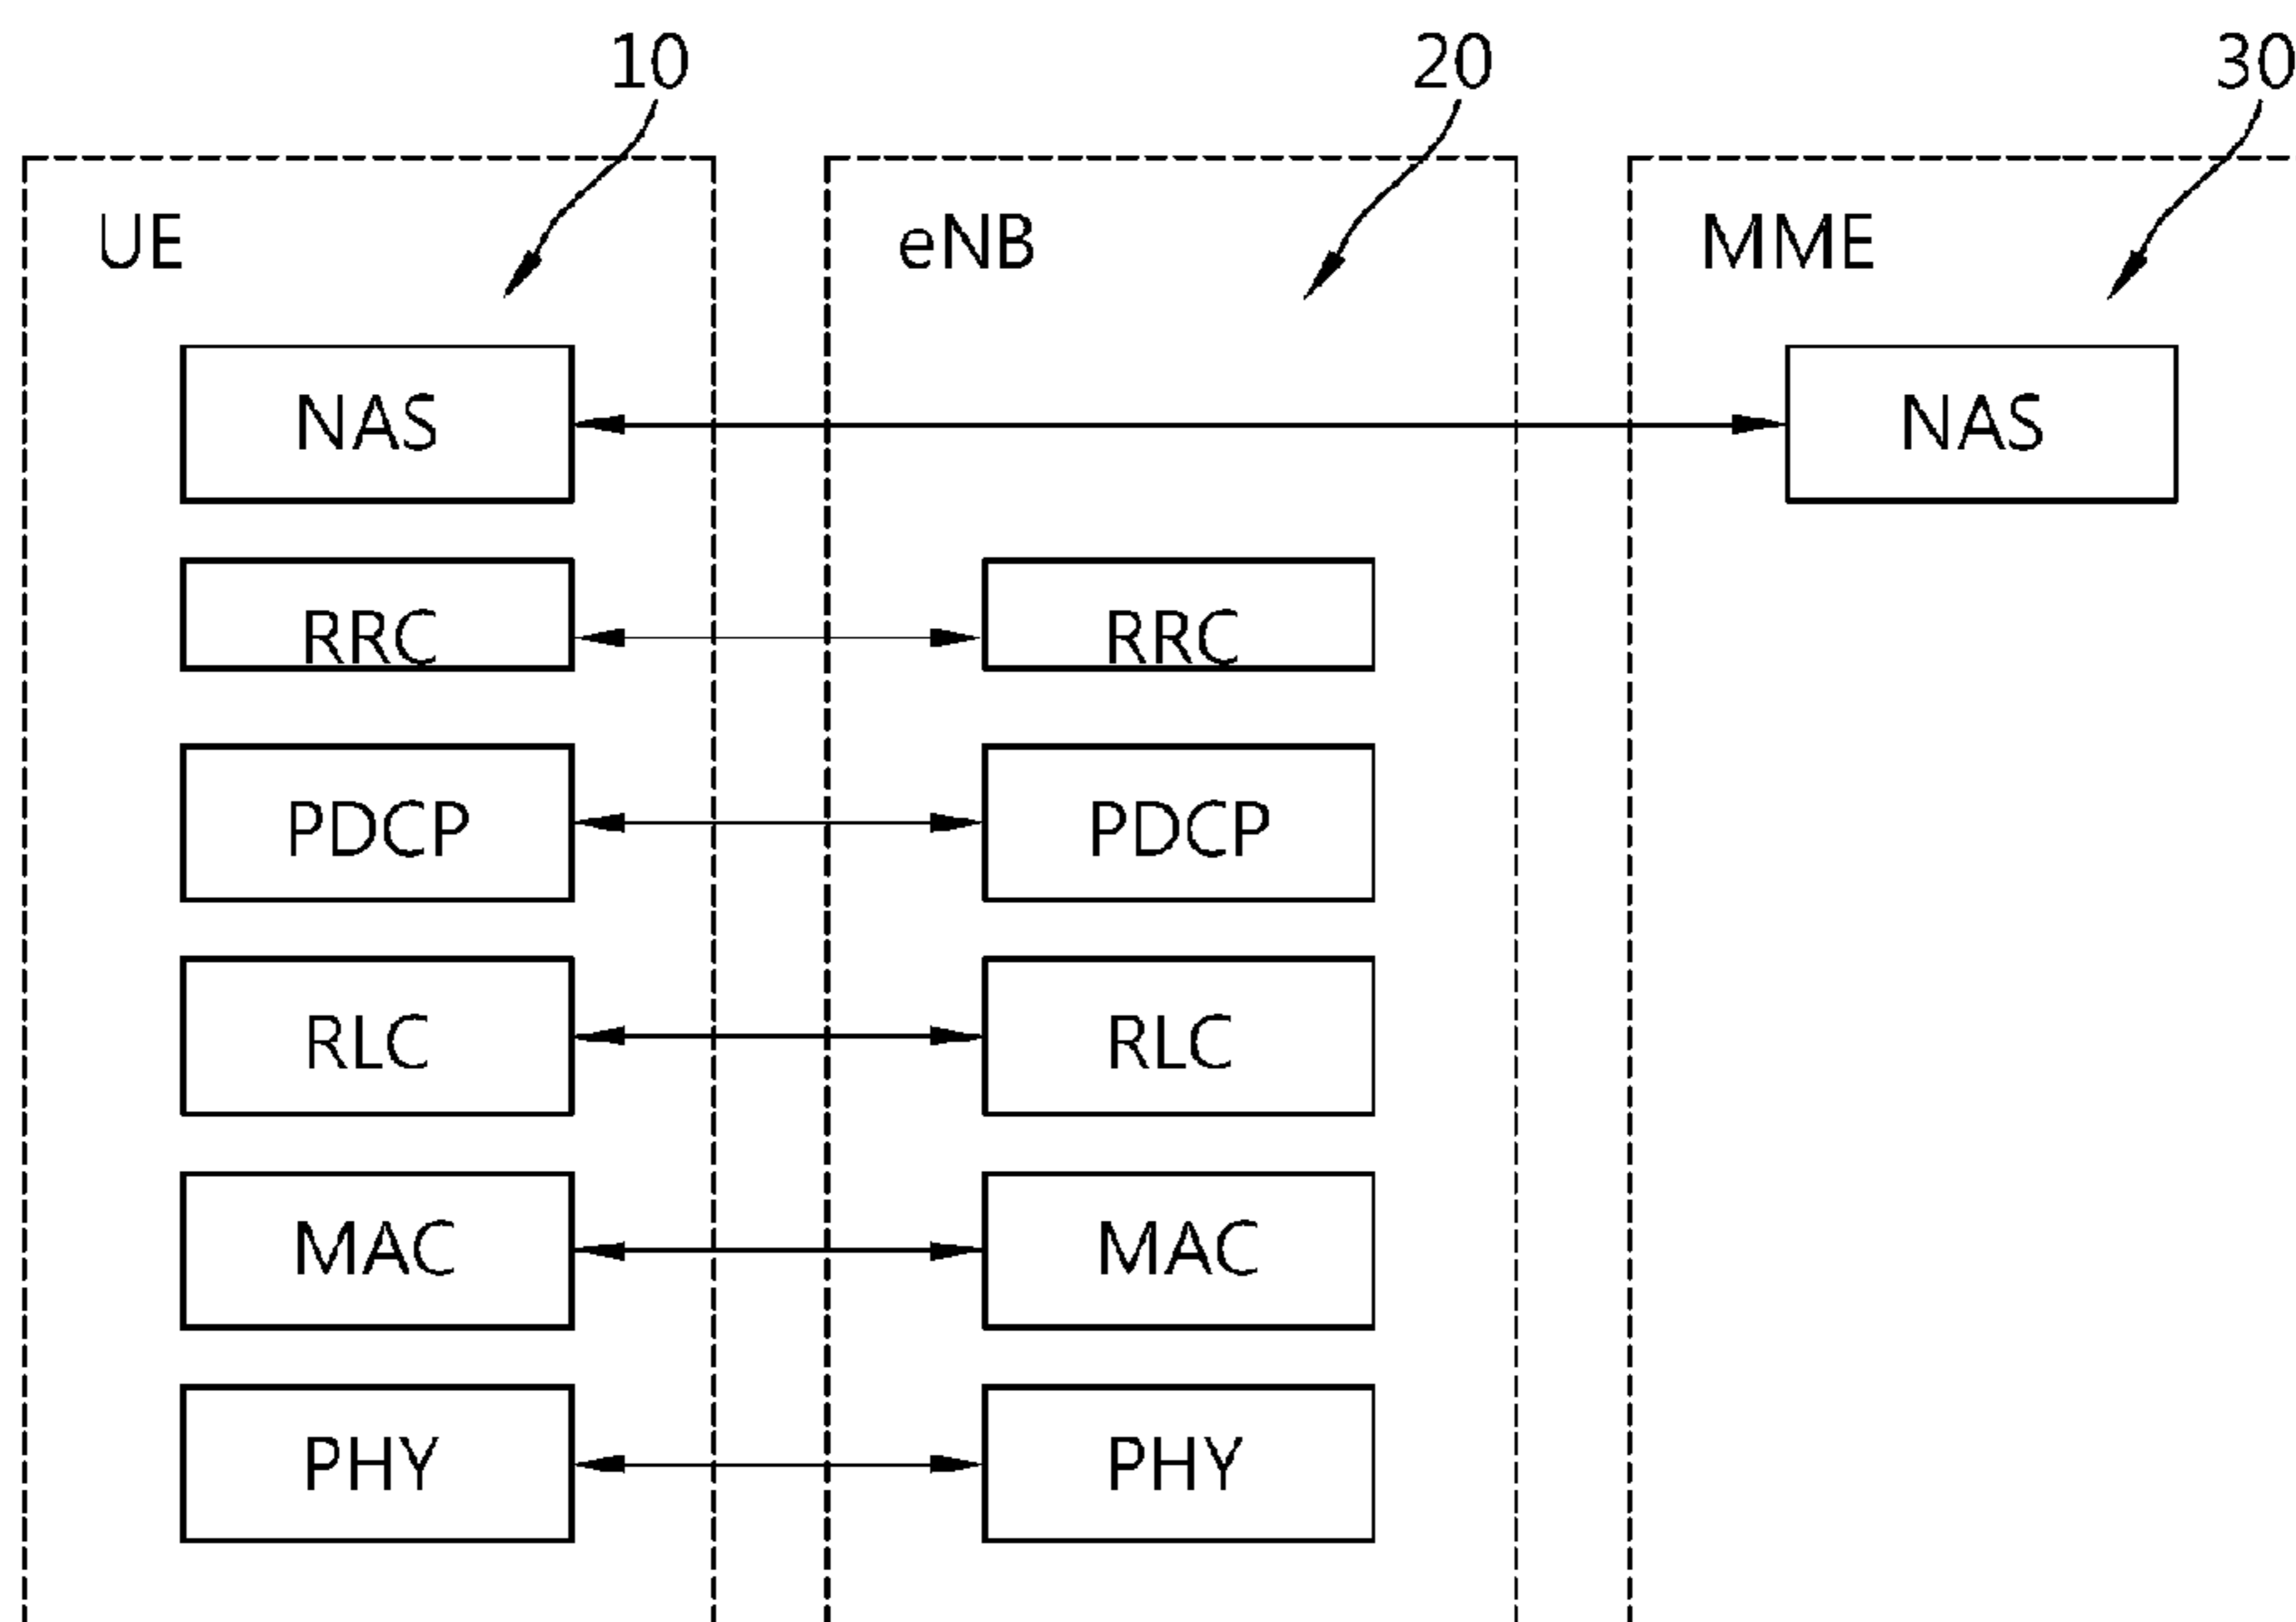 10 20 30
UE eNB MME
NAS NAS
RRC RRC
PDCP PDCP
RLC RLC
MAC MAC
PHY PHY